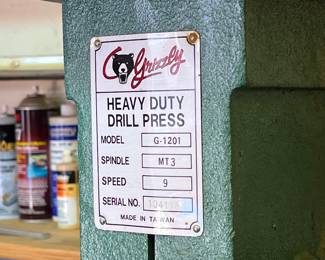 Grizzly
HEAVY DUTY
DRILL PRESS
MODEL G-1201
SPINDLE MT3
SPEED 9
SERIAL NO.
MADE IN TAIWAN